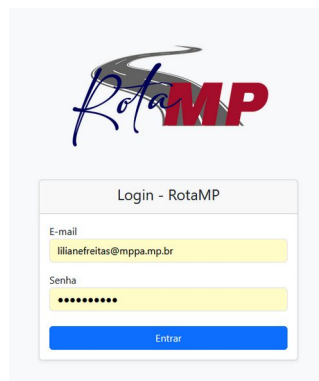 RotaMP
Login - RotaMP
E-mail
lilianefreitas@mppa.mp.br
Senha
●●●●●●●●●●
Entrar